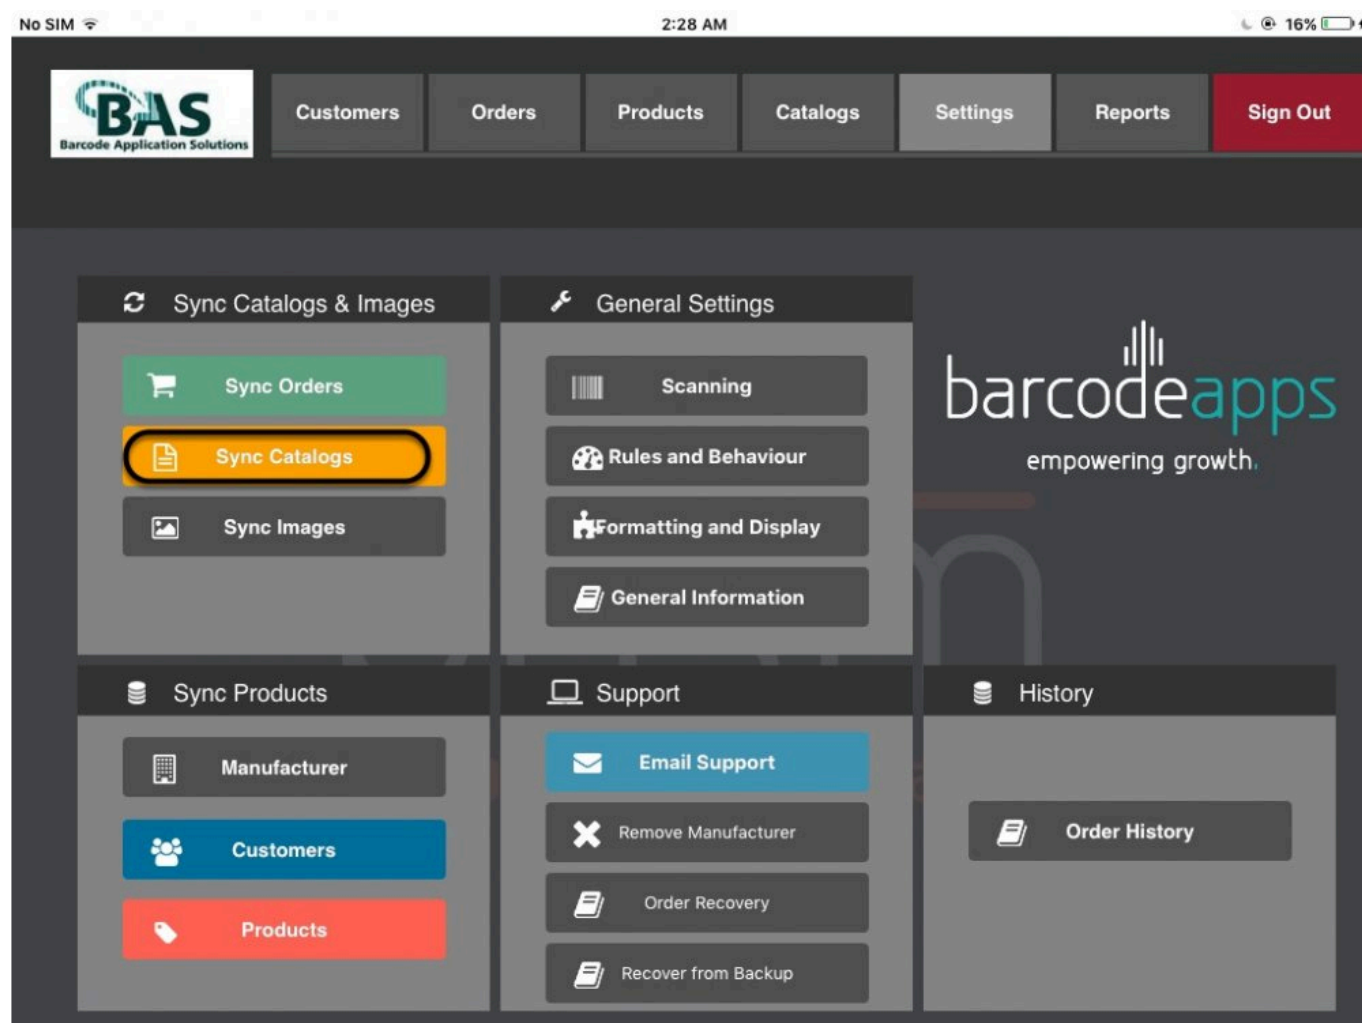 No SIM 2:28 AM 16%
BAS
Barcode Application Solutions
Customers Orders Products Catalogs Settings Reports Sign Out
Sync Catalogs & Images
Sync Orders
Sync Catalogs
Sync Images
General Settings
Scanning
Rules and Behaviour
Formatting and Display
General Information
barcodeapps
empowering growth.
Sync Products
Manufacturer
Customers
Products
Support
Email Support
Remove Manufacturer
Order Recovery
Recover from Backup
History
Order History